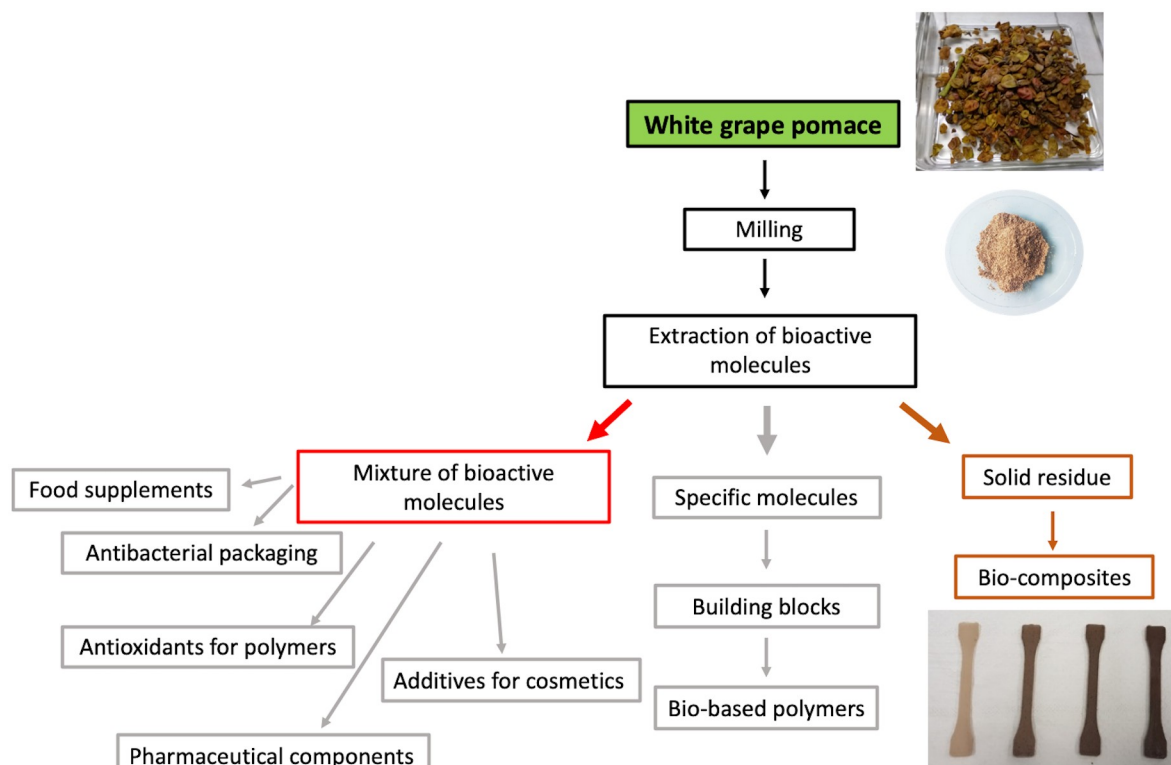 White grape pomace
Milling
Extraction of bioactive
molecules
Mixture of bioactive
molecules
Food supplements
Antibacterial packaging
Antioxidants for polymers
Additives for cosmetics
Pharmaceutical components
Specific molecules
Building blocks
Bio-based polymers
Solid residue
Bio-composites